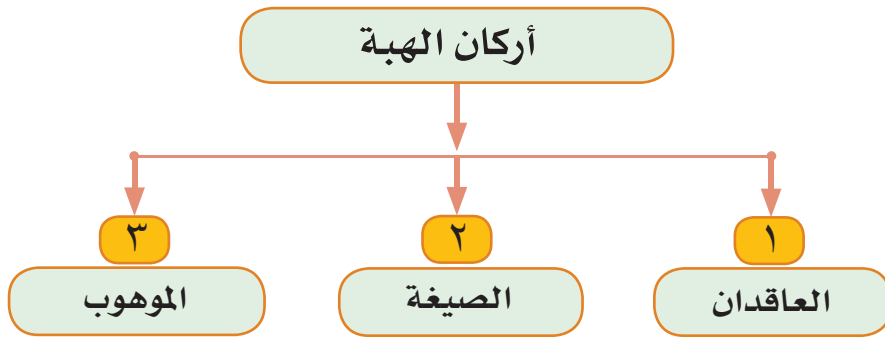 أركان الهبة
١
٢
٣
العاقدان
الصيغة
الموهوب